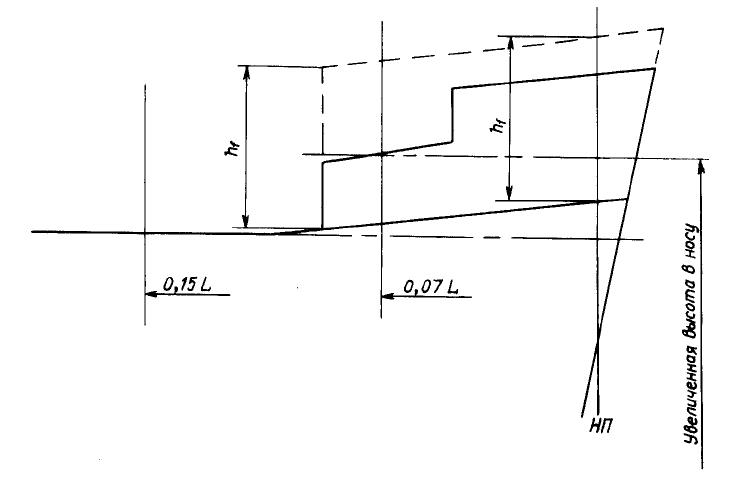 h₁
h₁
0,15 L
0,07 L
НП
Увеличенная высота в носу